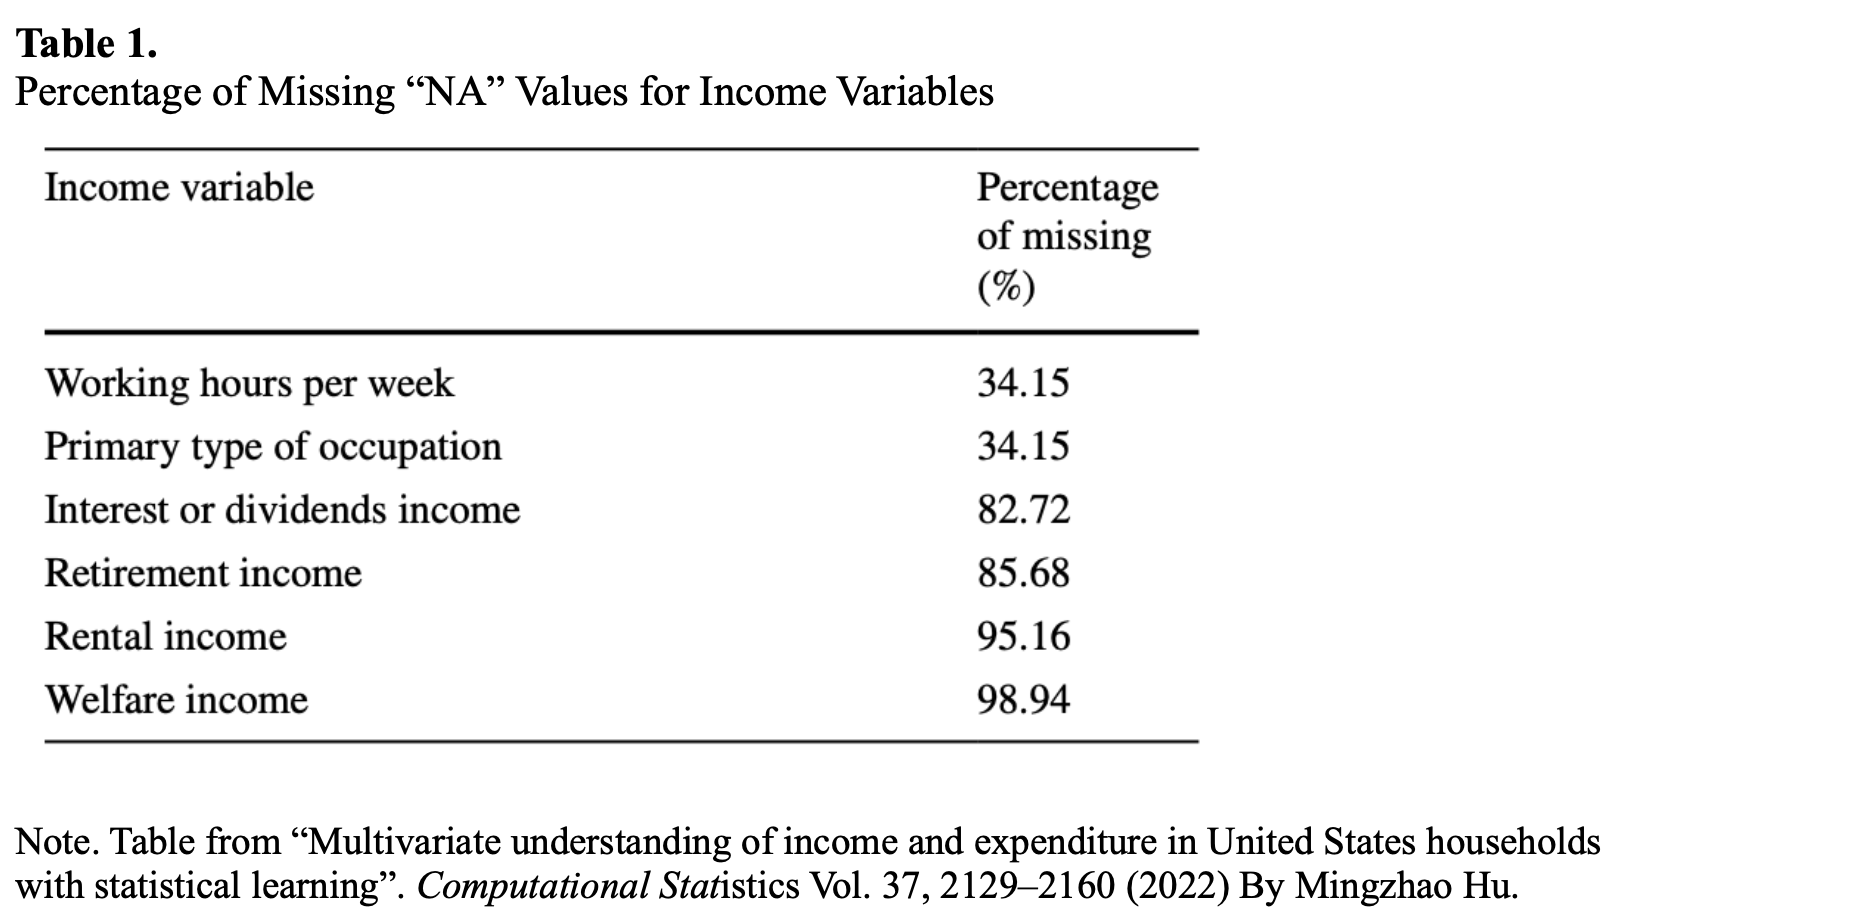 Table 1.
Percentage of Missing “NA” Values for Income Variables
Income variable Percentage
of missing
(%)
Working hours per week 34.15
Primary type of occupation 34.15
Interest or dividends income 82.72
Retirement income 85.68
Rental income 95.16
Welfare income 98.94
Note. Table from “Multivariate understanding of income and expenditure in United States households
with statistical learning”. Computational Statistics Vol. 37, 2129–2160 (2022) By Mingzhao Hu.